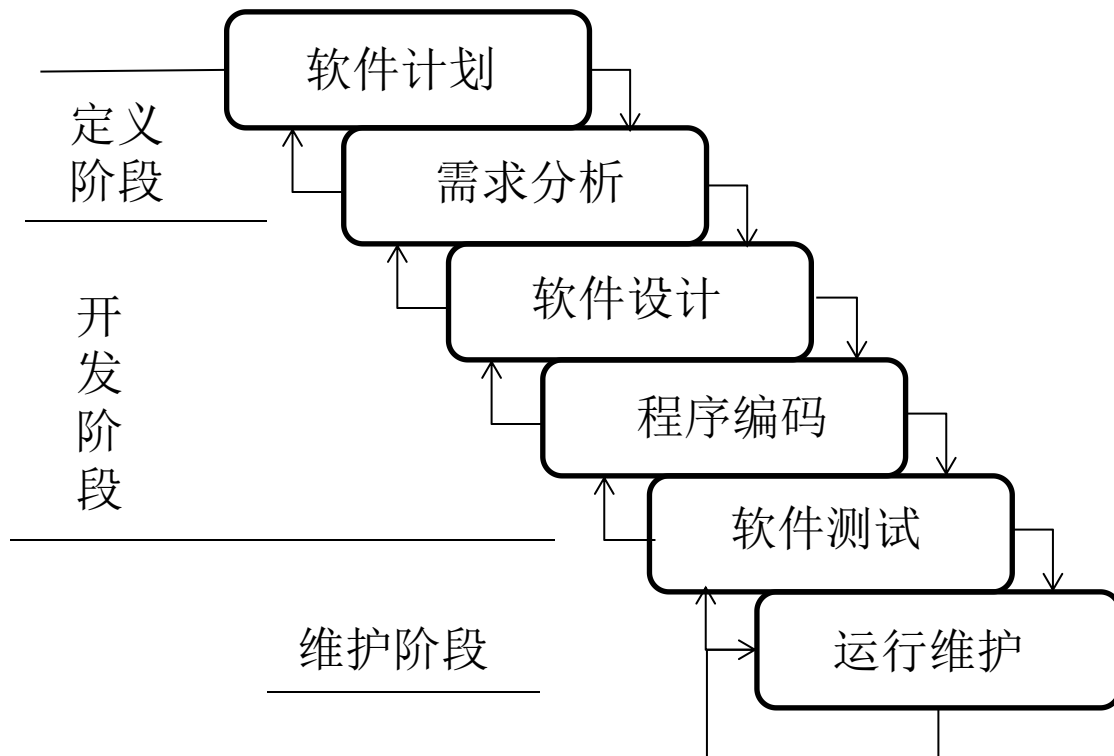 软件计划
定义
阶段
需求分析
软件设计
开
发
阶
段
程序编码
软件测试
维护阶段
运行维护